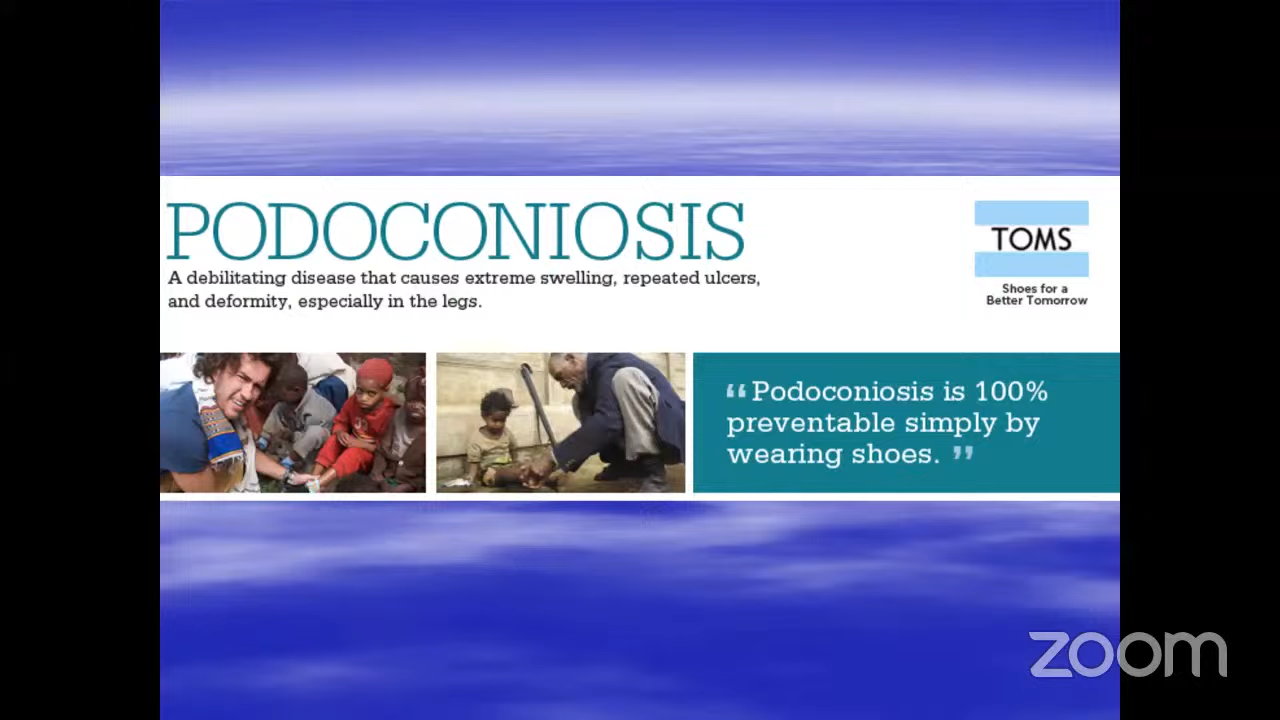 PODOCONIOSIS
A debilitating disease that causes extreme swelling, repeated ulcers,
and deformity, especially in the legs.
TOMS
Shoes for a
Better Tomorrow
“Podoconiosis is 100%
preventable simply by
wearing shoes.”
zoom